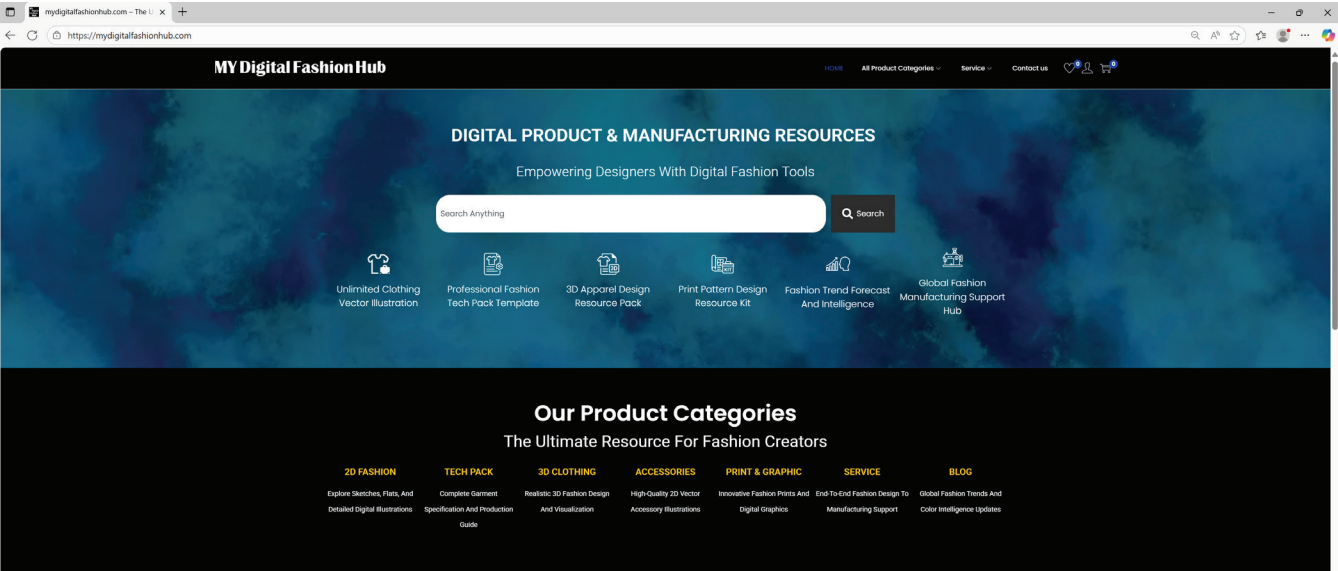 mydigitalfashionhub.com – The U
https://mydigitalfashionhub.com
MY Digital Fashion Hub
HOME All Product Categories Service Contact us 0 0
DIGITAL PRODUCT & MANUFACTURING RESOURCES
Empowering Designers With Digital Fashion Tools
Search Anything
Search
Unlimited Clothing
Vector Illustration
Professional Fashion
Tech Pack Template
3D
3D Apparel Design
Resource Pack
KIT
Print Pattern Design
Resource Kit
Fashion Trend Forecast
And Intelligence
Global Fashion
Manufacturing Support
Hub
Our Product Categories
The Ultimate Resource For Fashion Creators
2D FASHION
Explore Sketches, Flats, And
Detailed Digital Illustrations
TECH PACK
Complete Garment
Specification And Production
Guide
3D CLOTHING
Realistic 3D Fashion Design
And Visualization
ACCESSORIES
High-Quality 2D Vector
Accessory Illustrations
PRINT & GRAPHIC
Innovative Fashion Prints And
Digital Graphics
SERVICE
End-To-End Fashion Design To
Manufacturing Support
BLOG
Global Fashion Trends And
Color Intelligence Updates